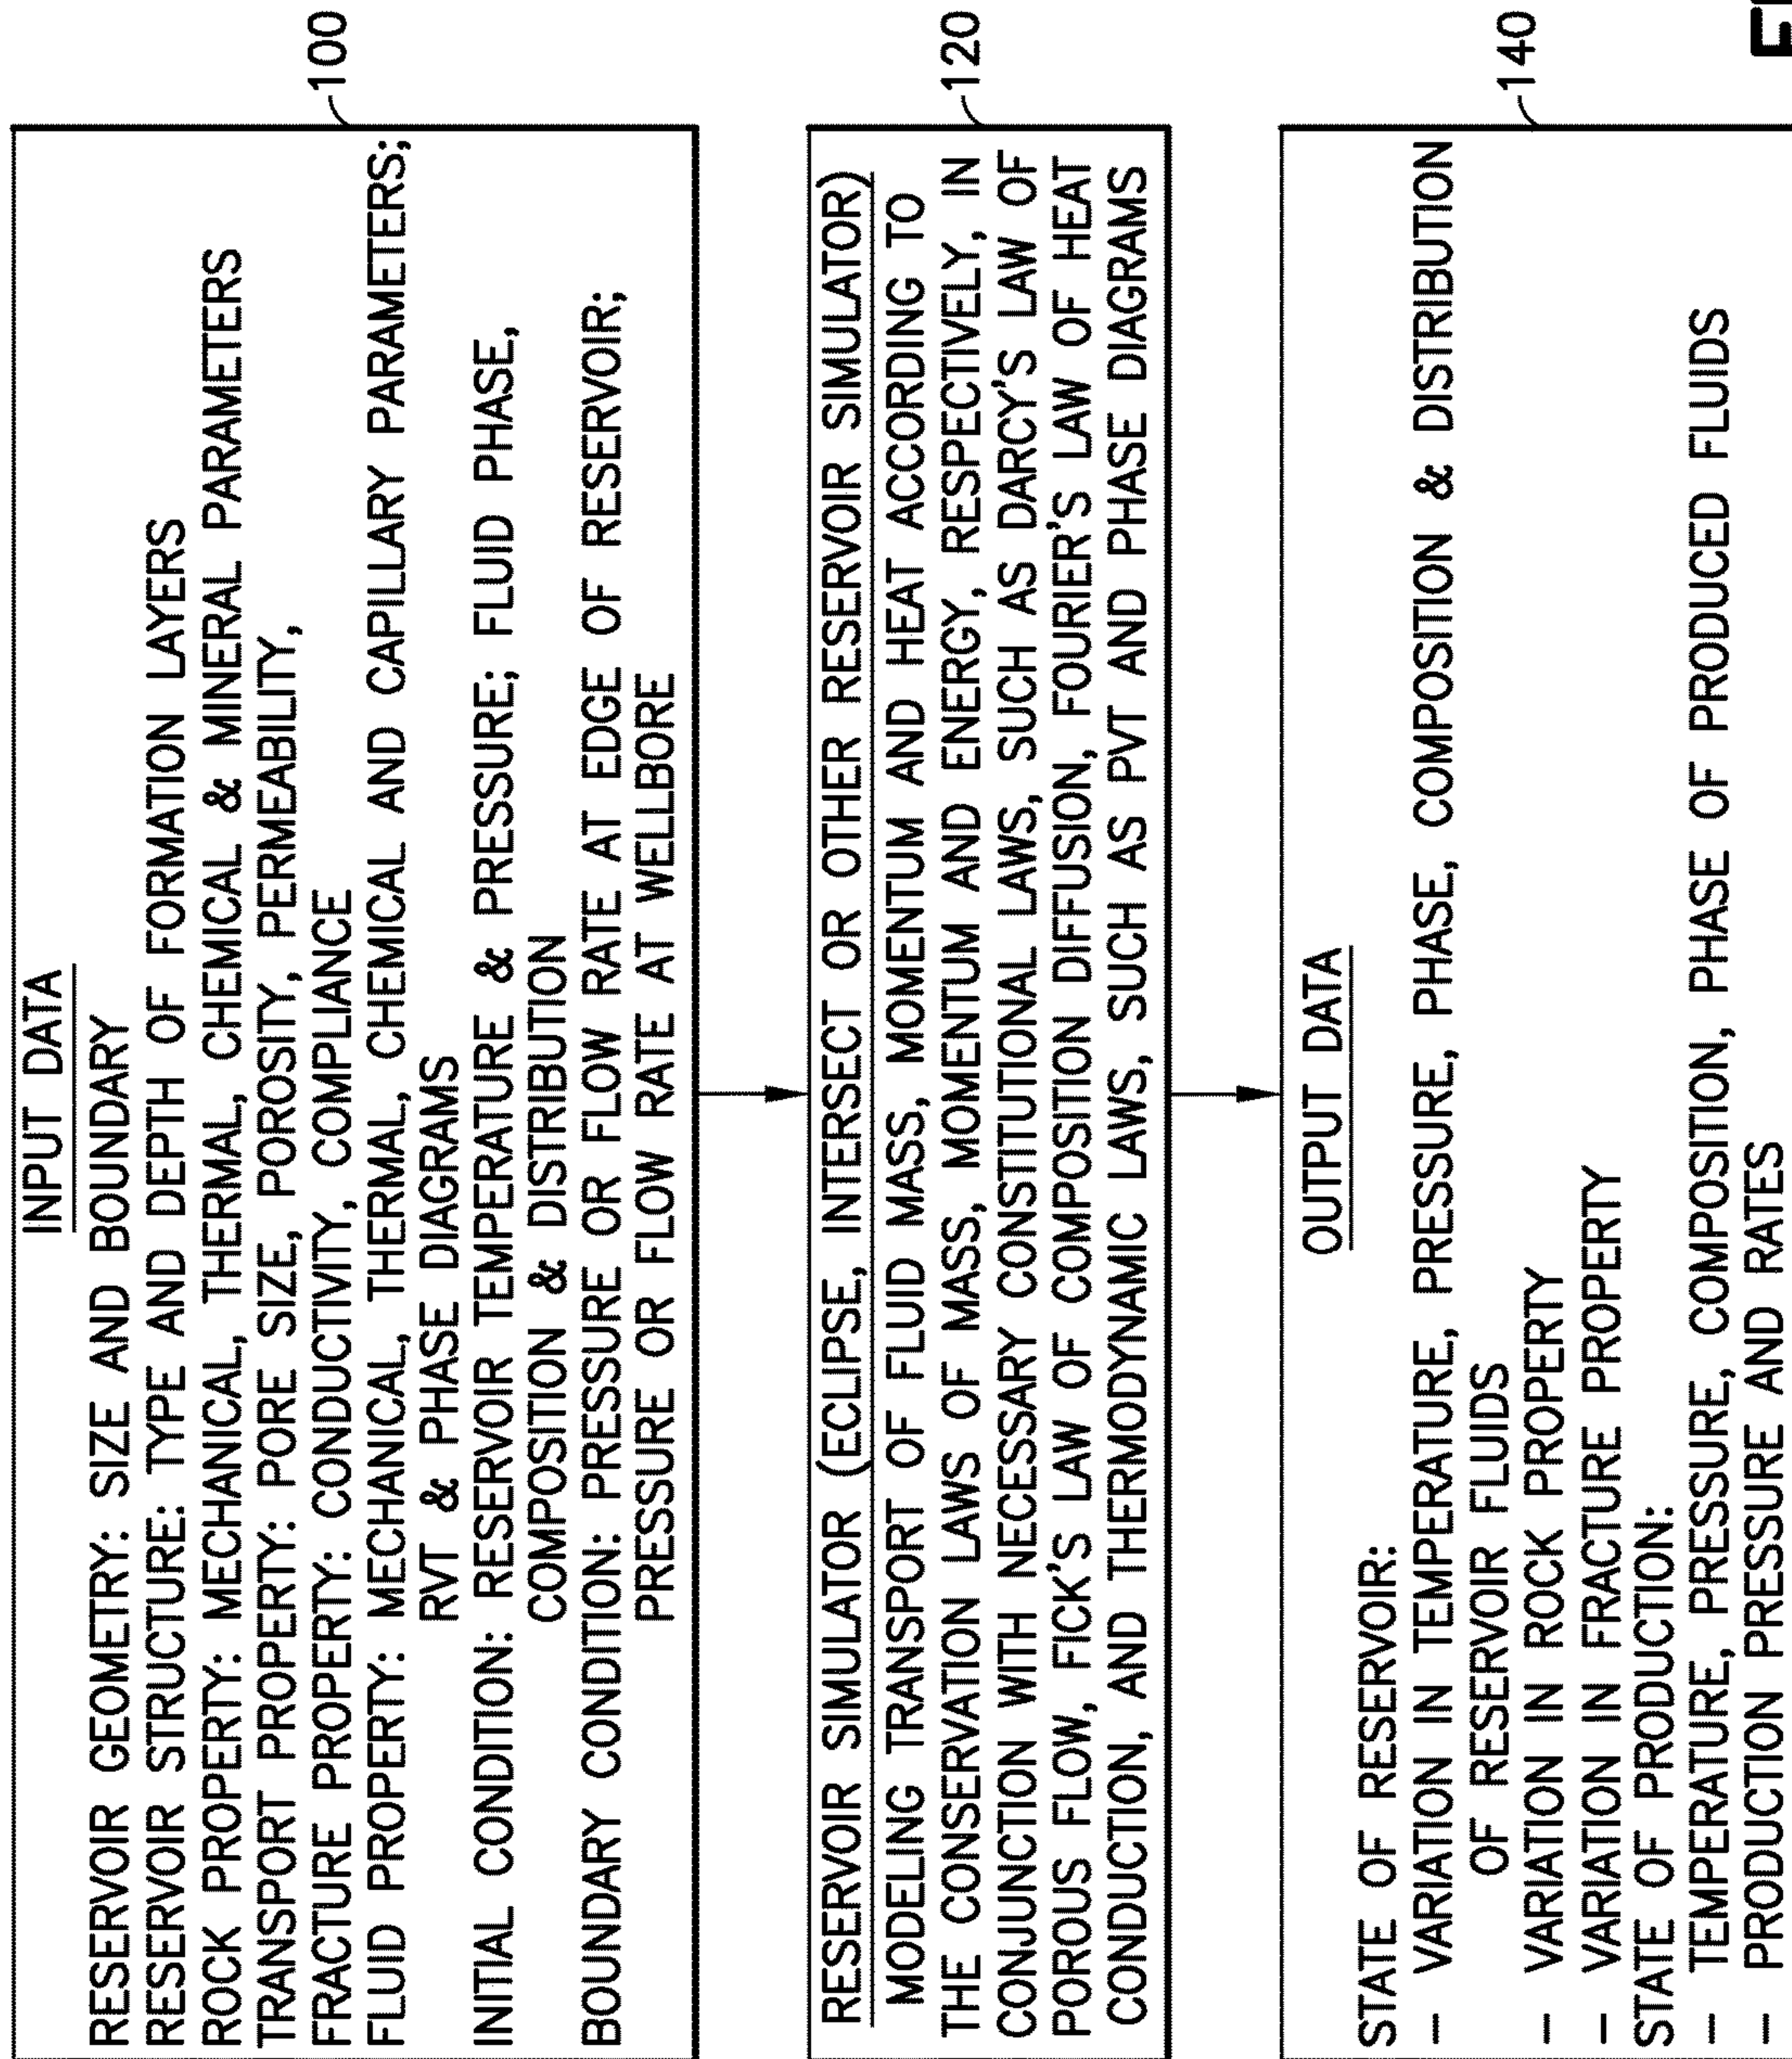 INPUT DATA
RESERVOIR GEOMETRY: SIZE AND BOUNDARY
RESERVOIR STRUCTURE: TYPE AND DEPTH OF FORMATION LAYERS
ROCK PROPERTY: MECHANICAL, THERMAL, CHEMICAL & MINERAL PARAMETERS
TRANSPORT PROPERTY: PORE SIZE, POROSITY, PERMEABILITY,
FRACTURE PROPERTY: CONDUCTIVITY, COMPLIANCE
FLUID PROPERTY: MECHANICAL, THERMAL, CHEMICAL AND CAPILLARY PARAMETERS;
RVT & PHASE DIAGRAMS
INITIAL CONDITION: RESERVOIR TEMPERATURE & PRESSURE; FLUID PHASE,
COMPOSITION & DISTRIBUTION
BOUNDARY CONDITION: PRESSURE OR FLOW RATE AT EDGE OF RESERVOIR;
PRESSURE OR FLOW RATE AT WELLBORE
100
RESERVOIR SIMULATOR (ECLIPSE, INTERSECT OR OTHER RESERVOIR SIMULATOR)
MODELING TRANSPORT OF FLUID MASS, MOMENTUM AND HEAT ACCORDING TO
THE CONSERVATION LAWS OF MASS, MOMENTUM AND ENERGY, RESPECTIVELY, IN
CONJUNCTION WITH NECESSARY CONSTITUTIONAL LAWS, SUCH AS DARCY'S LAW OF
POROUS FLOW, FICK'S LAW OF COMPOSITION DIFFUSION, FOURIER'S LAW OF HEAT
CONDUCTION, AND THERMODYNAMIC LAWS, SUCH AS PVT AND PHASE DIAGRAMS
120
OUTPUT DATA
STATE OF RESERVOIR:
- VARIATION IN TEMPERATURE, PRESSURE, PHASE, COMPOSITION & DISTRIBUTION
OF RESERVOIR FLUIDS
- VARIATION IN ROCK PROPERTY
- VARIATION IN FRACTURE PROPERTY
STATE OF PRODUCTION:
- TEMPERATURE, PRESSURE, COMPOSITION, PHASE OF PRODUCED FLUIDS
- PRODUCTION PRESSURE AND RATES
140